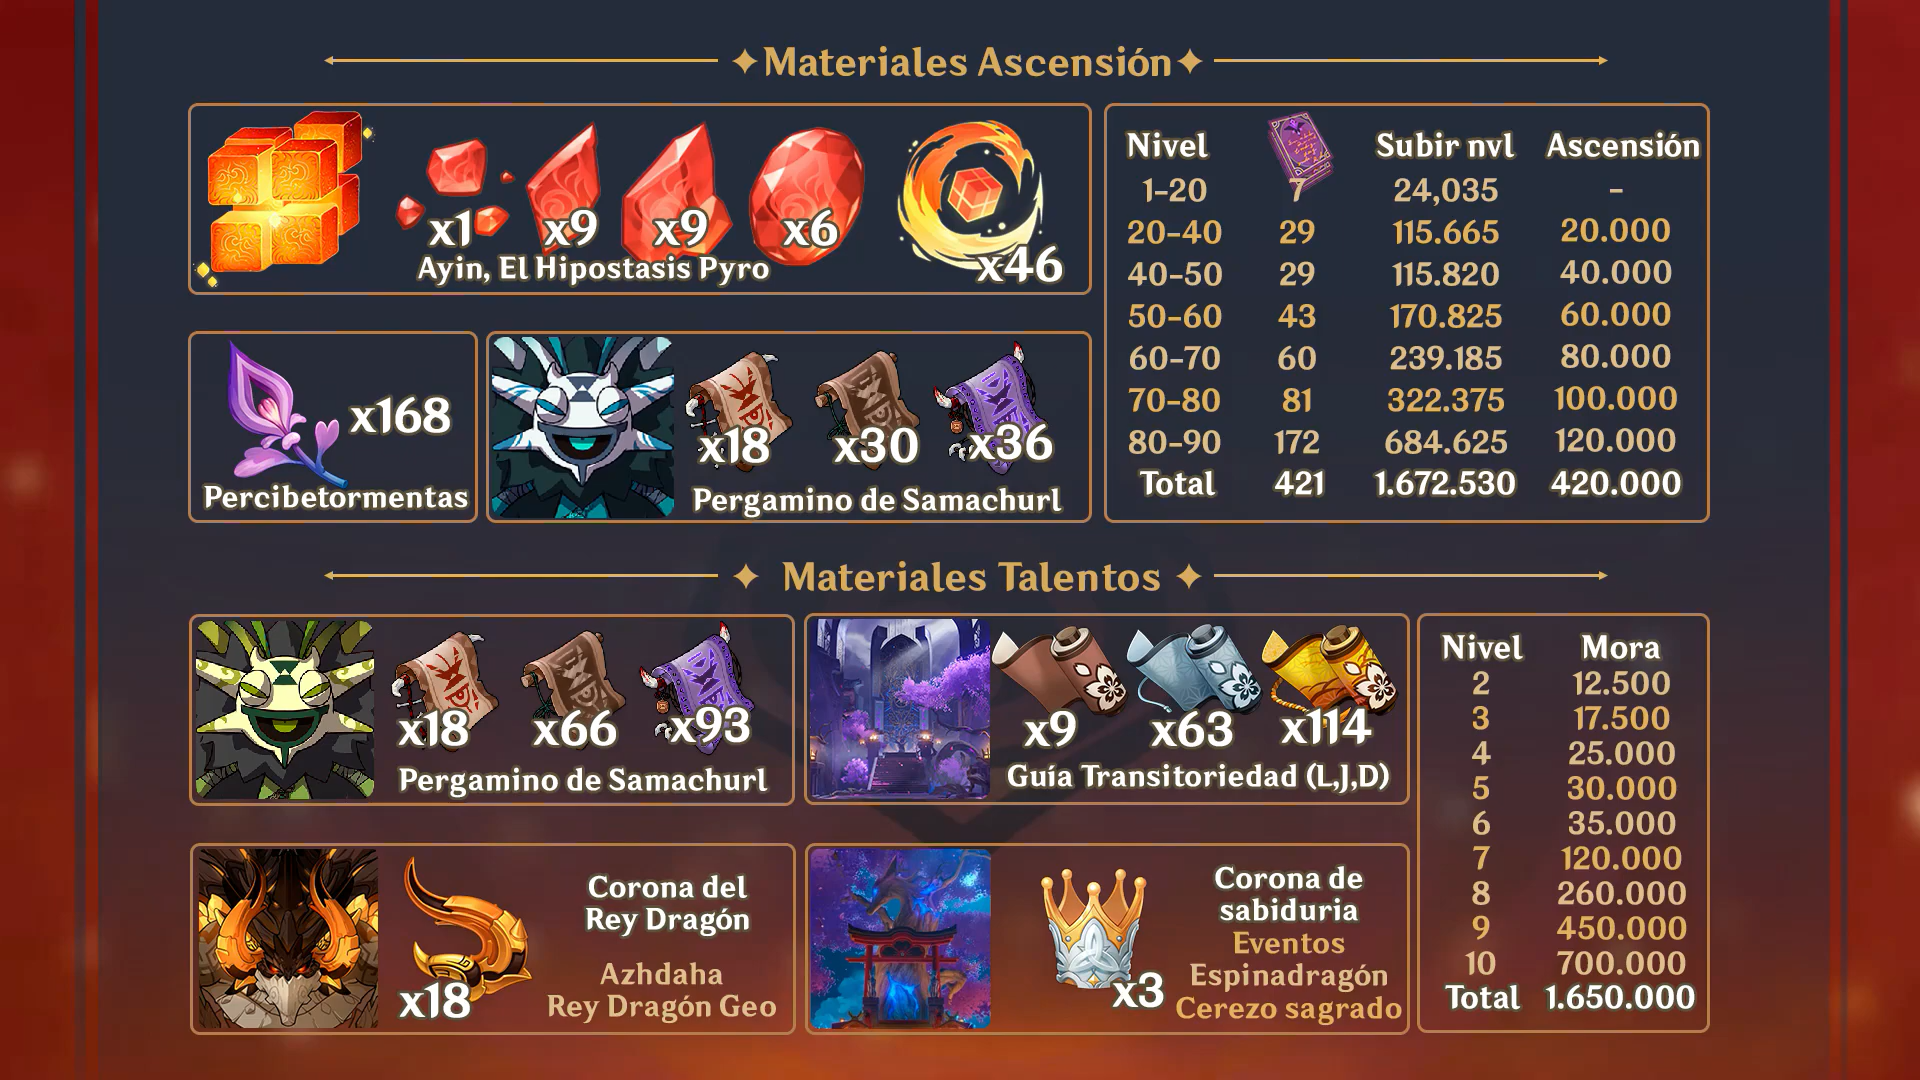 Materiales Ascensión
x1 x9 x9 x6 x46
Ayin, El Hipostasis Pyro
x168
Percibetormentas
x18 x30 x36
Pergamino de Samachurl
Nivel Subir nvl Ascensión
1-20 7 24,035 -
20-40 29 115.665 20.000
40-50 29 115.820 40.000
50-60 43 170.825 60.000
60-70 60 239.185 80.000
70-80 81 322.375 100.000
80-90 172 684.625 120.000
Total 421 1.672.530 420.000
Materiales Talentos
x18 x66 x93
Pergamino de Samachurl
x9 x63 x114
Guía Transitoriedad (L,J,D)
x18
Corona del
Rey Dragón
Azhdaha
Rey Dragón Geo
x3
Corona de
sabiduria
Eventos
Espinadragón
Cerezo sagrado
Nivel Mora
2 12.500
3 17.500
4 25.000
5 30.000
6 35.000
7 120.000
8 260.000
9 450.000
10 700.000
Total 1.650.000